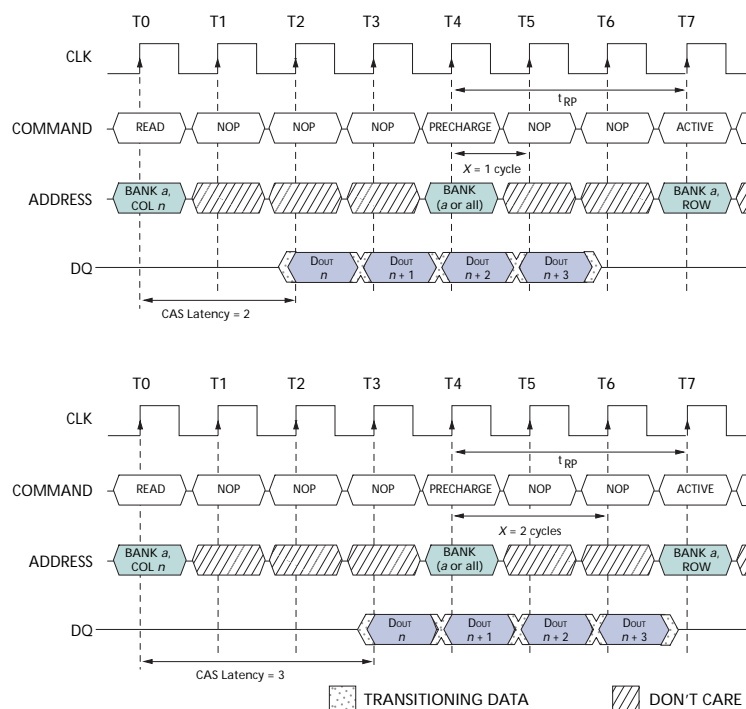 T0 T1 T2 T3 T4 T5 T6 T7
CLK
tRP
COMMAND READ NOP NOP NOP PRECHARGE NOP NOP ACTIVE
X = 1 cycle
ADDRESS BANK a, COL n BANK (a or all) BANK a, ROW
DQ DOUT n DOUT n + 1 DOUT n + 2 DOUT n + 3
CAS Latency = 2
T0 T1 T2 T3 T4 T5 T6 T7
CLK
tRP
COMMAND READ NOP NOP NOP PRECHARGE NOP NOP ACTIVE
X = 2 cycles
ADDRESS BANK a, COL n BANK (a or all) BANK a, ROW
DQ DOUT n DOUT n + 1 DOUT n + 2 DOUT n + 3
CAS Latency = 3
TRANSITIONING DATA DON'T CARE